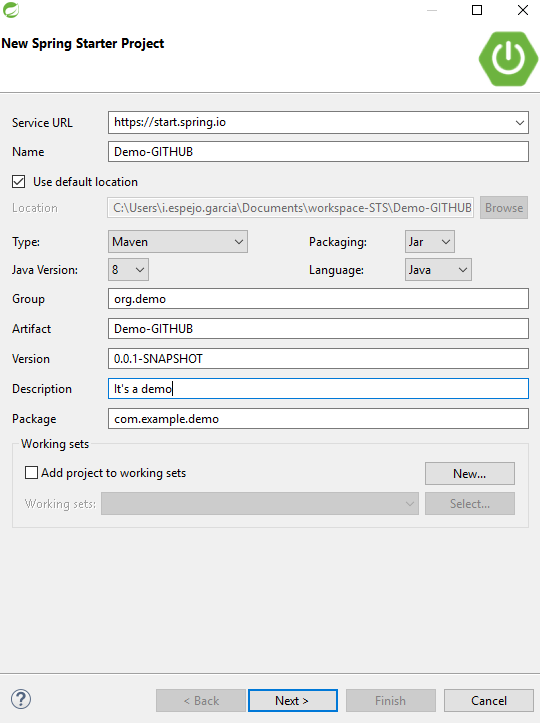 New Spring Starter Project
Service URL https://start.spring.io
Name Demo-GITHUB
Use default location
Location C:\Users\i.espejo.garcia\Documents\workspace-STS\Demo-GITHUB Browse
Type: Maven Packaging: Jar
Java Version: 8 Language: Java
Group org.demo
Artifact Demo-GITHUB
Version 0.0.1-SNAPSHOT
Description It's a demo
Package com.example.demo
Working sets
Add project to working sets New...
Working sets: Select...
? < Back Next > Finish Cancel